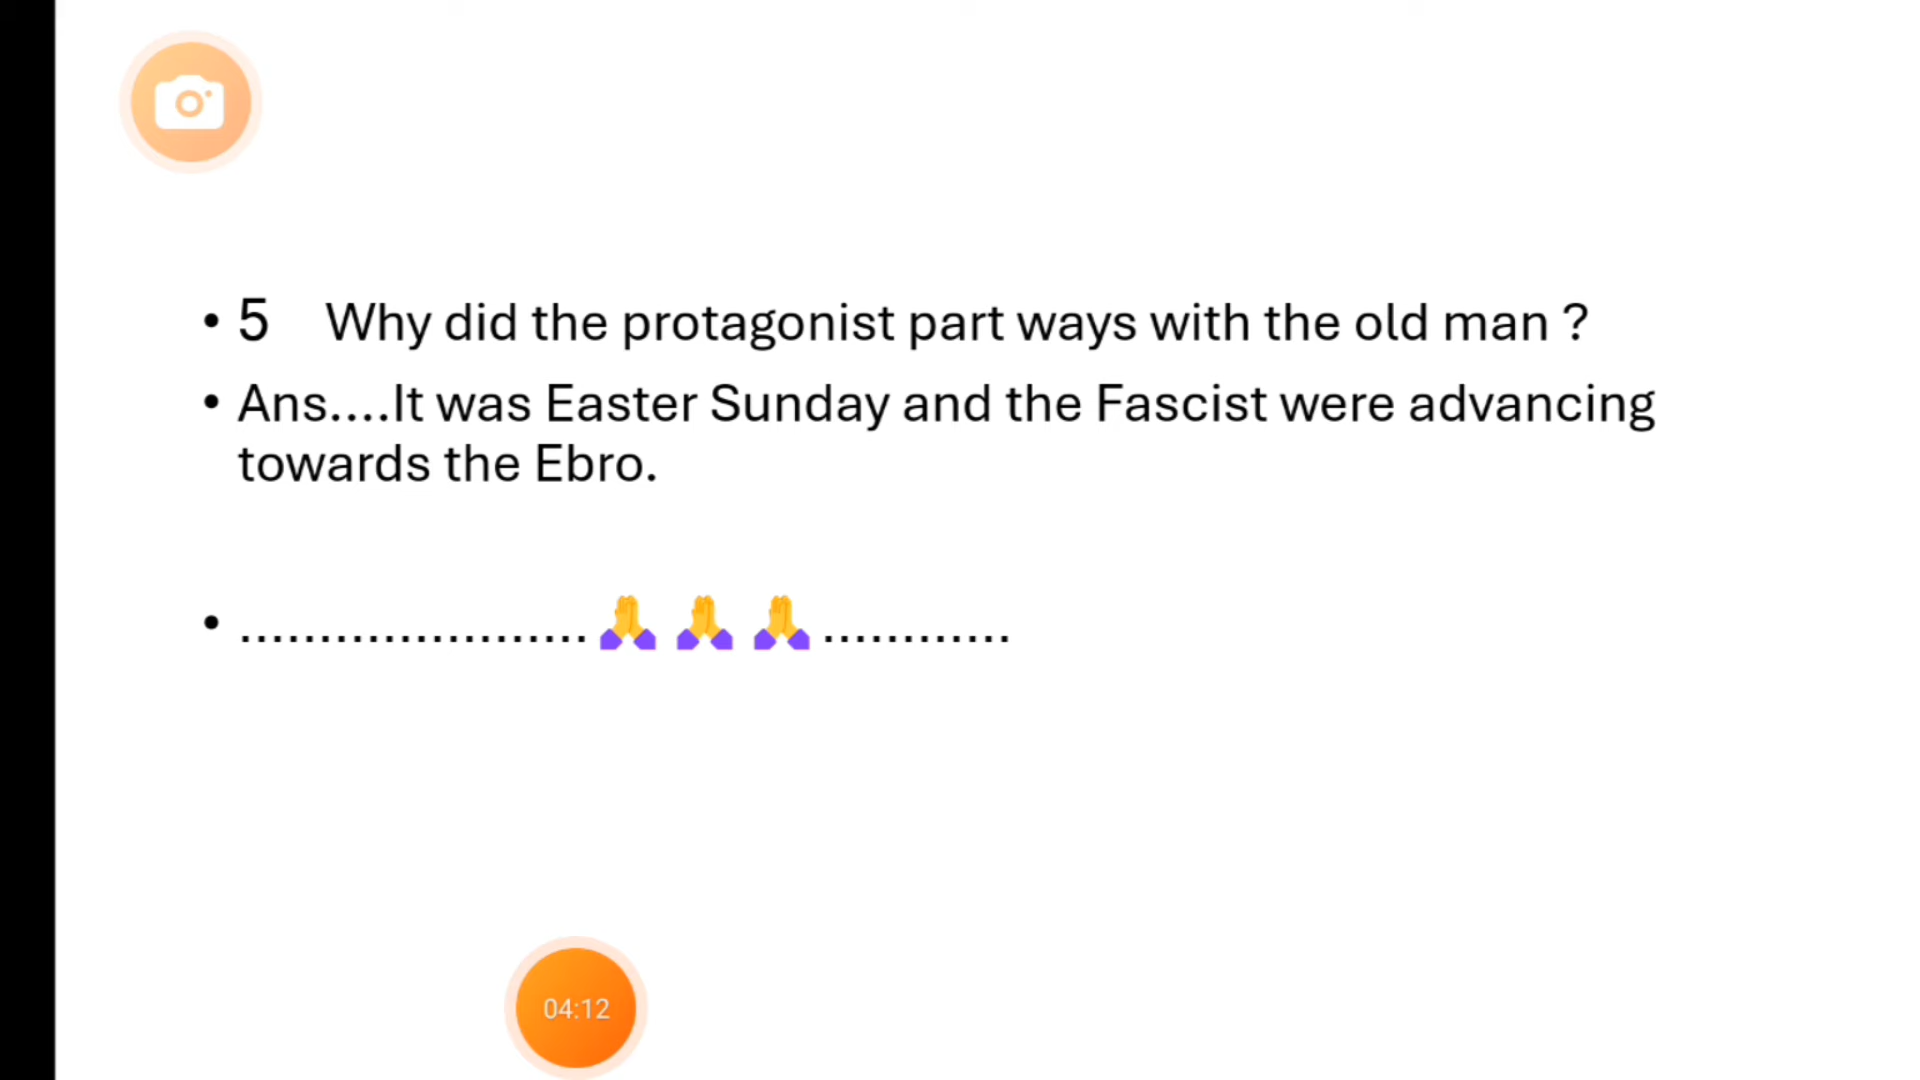 • 5 Why did the protagonist part ways with the old man ?
• Ans....It was Easter Sunday and the Fascist were advancing
towards the Ebro.
• ......................🙏 🙏 🙏............
04:12